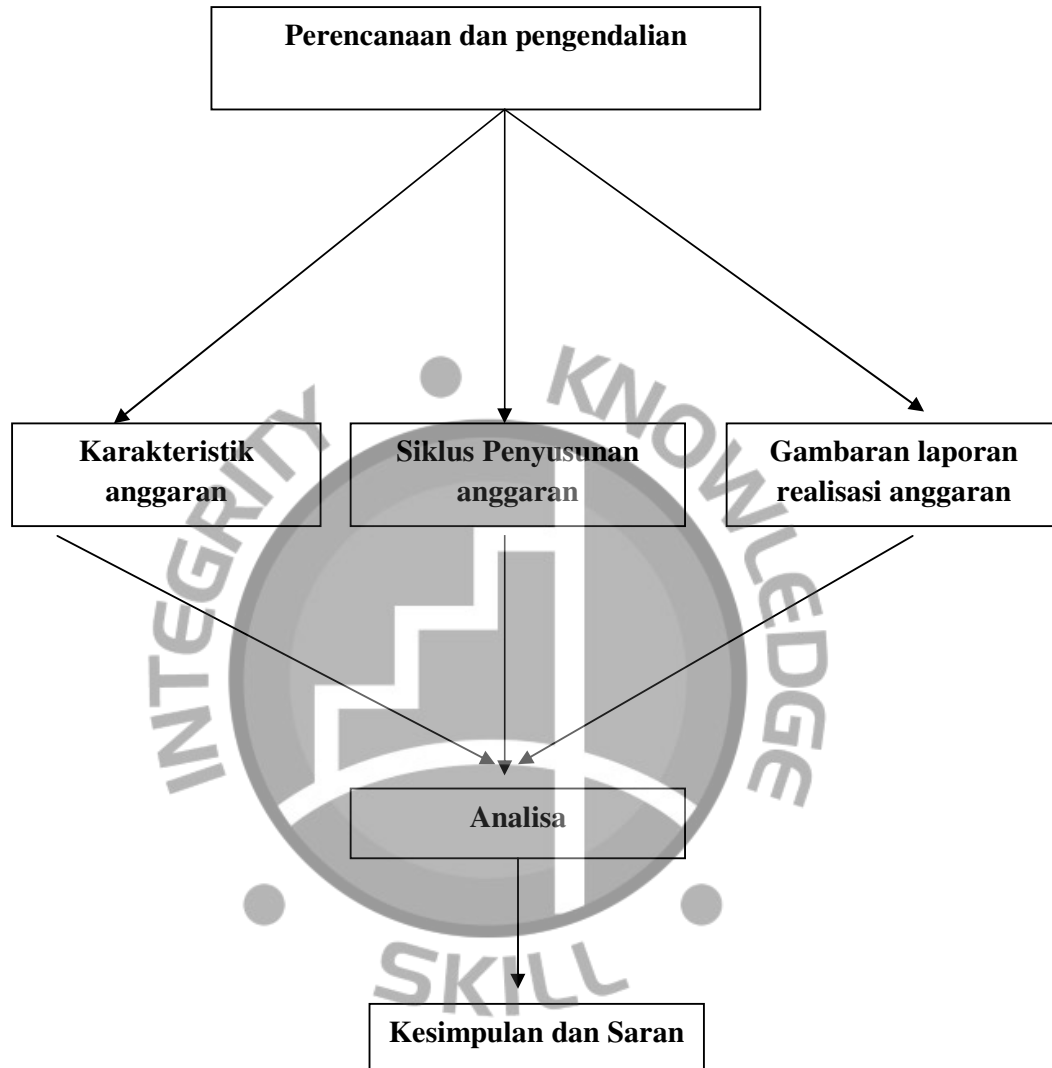 Perencanaan dan pengendalian
Karakteristik
anggaran
Siklus Penyusunan
anggaran
Gambaran laporan
realisasi anggaran
INTEGRITY
KNOWLEDGE
Analisa
SKILL
Kesimpulan dan Saran